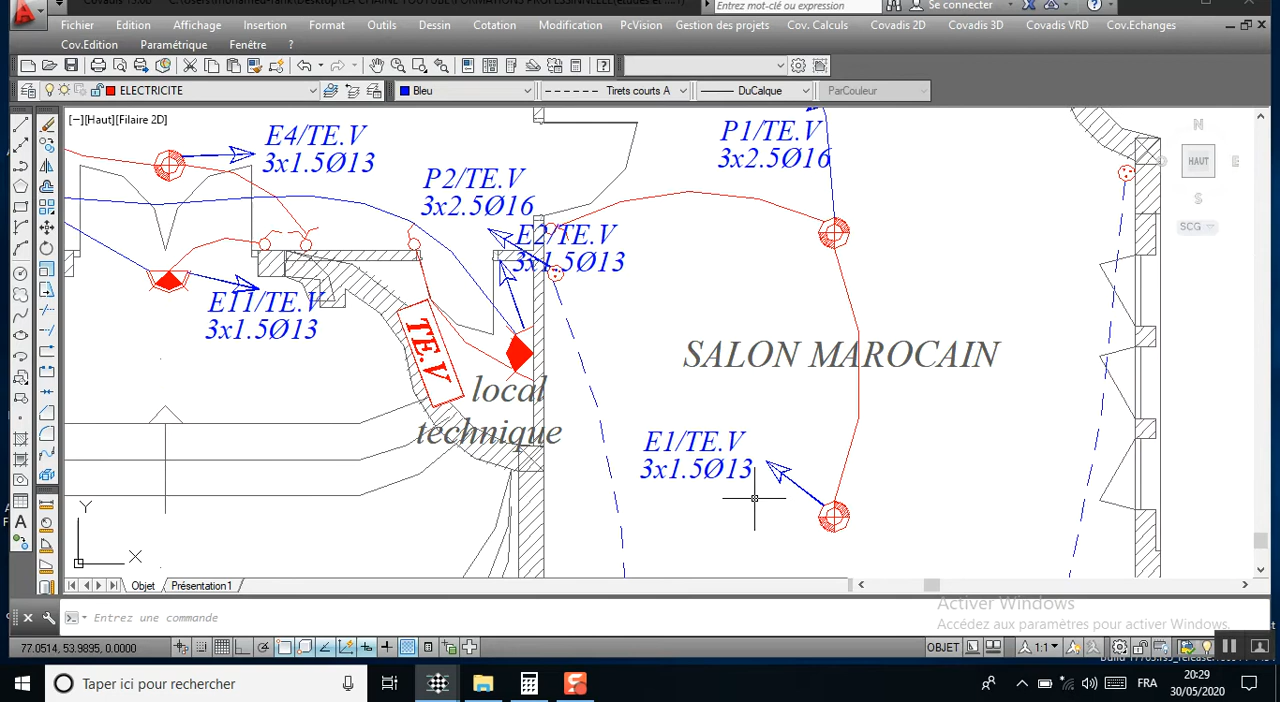 Se connecter
Entrez mot-clé ou expression
Fichier Edition Affichage Insertion Format Outils Dessin Cotation Modification PcVision Gestion des projets Cov. Calculs Covadis 2D Covadis 3D Cov.Echanges Covadis VRD
Cov.Edition Paramétrique Fenêtre ?
ELECTRICITE Bleu Tirets courts A DuCalque ParCouleur
[−][Haut][Filaire 2D]
N
HAUT
E
S
SCG
E4/TE.V
3x1.5Ø13
P2/TE.V
3x2.5Ø16
P1/TE.V
3x2.5Ø16
E2/TE.V
3x1.5Ø13
E11/TE.V
3x1.5Ø13
TE.V
local
technique
SALON MAROCAIN
E1/TE.V
3x1.5Ø13
Y
X
Objet Présentation1
Activer Windows
Accédez aux paramètres pour activer Windows.
Entrez une commande
77.0514, 53.9895, 0.0000
OBJET
1:1
Taper ici pour rechercher
FRA
20:29
30/05/2020